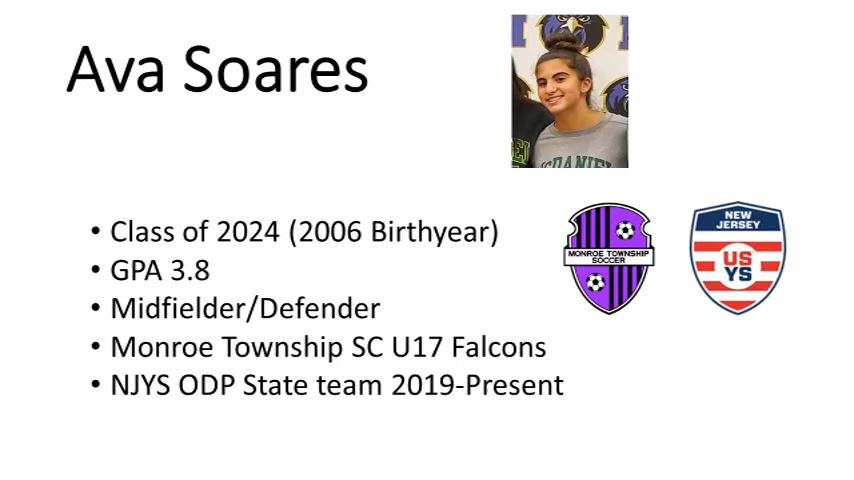 Ava Soares
• Class of 2024 (2006 Birthyear)
• GPA 3.8
• Midfielder/Defender
• Monroe Township SC U17 Falcons
• NJYS ODP State team 2019-Present
MONROE TOWNSHIP
SOCCER
NEW
JERSEY
US
YS